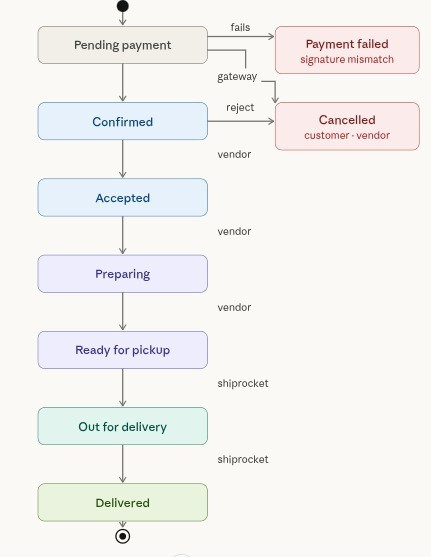 fails
Pending payment
Payment failed
signature mismatch
gateway
reject
Confirmed
Cancelled
customer · vendor
vendor
Accepted
vendor
Preparing
vendor
Ready for pickup
shiprocket
Out for delivery
shiprocket
Delivered